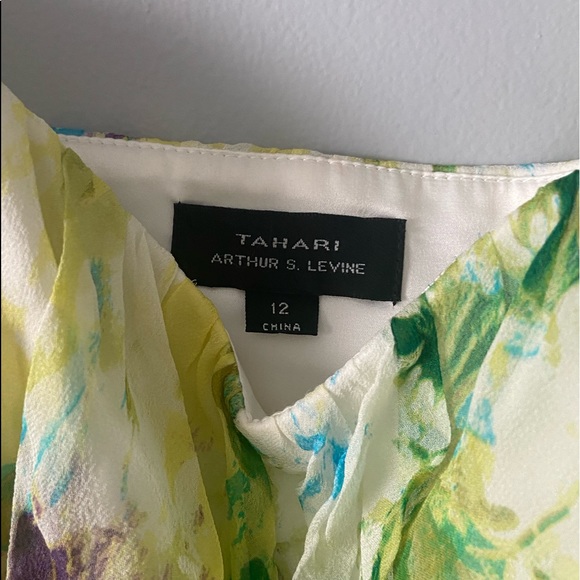 TAHARI
ARTHUR S. LEVINE
12
CHINA